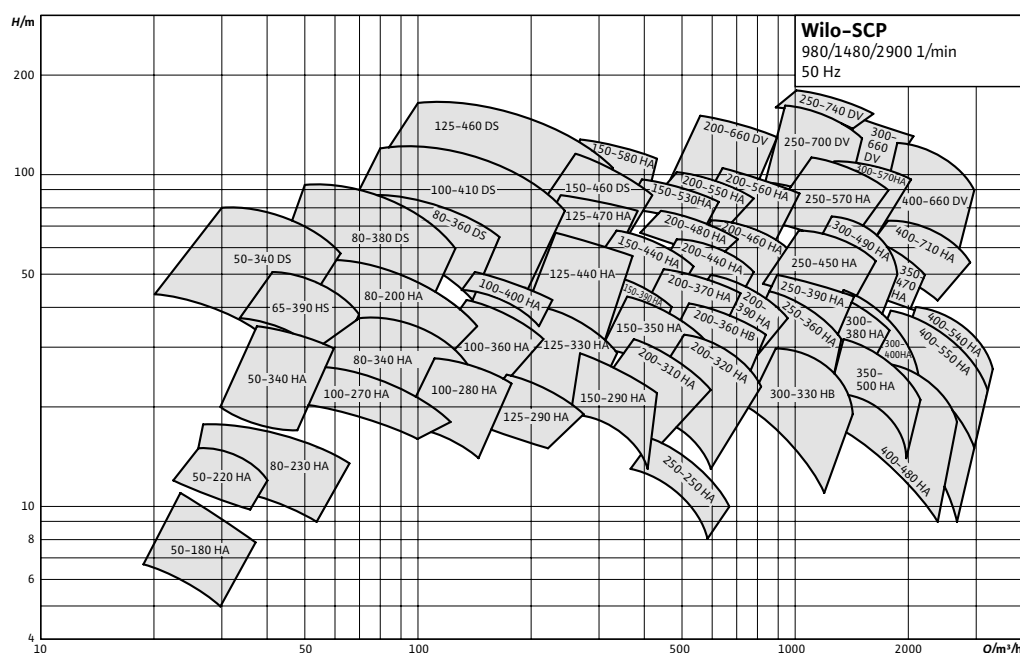 H/m
Wilo-SCP
980/1480/2900 1/min
50 Hz
200
250-740 DV
125-460 DS
200-660 DV
250-700 DV
300-
660
DV
150-580 HA
100
300-570HA
100-410 DS
150-460 DS
150-530HA
200-550 HA
200-560 HA
250-570 HA
400-660 DV
80-360 DS
125-470 HA
80-380 DS
200-480 HA
200-460 HA
300-490 HA
400-710 HA
50-340 DS
150-440 HA
200-440 HA
250-450 HA
350-
470
HA
50
125-440 HA
100-400 HA
80-200 HA
150-390 HA
200-370 HA
200-
390 HA
250-390 HA
65-390 HS
150-350 HA
200-360 HB
250-360 HA
300-
380 HA
400-540 HA
400-550 HA
100-360 HA
125-330 HA
300-
400HA
80-340 HA
200-310 HA
200-320 HA
350-
500 HA
50-340 HA
100-270 HA
100-280 HA
150-290 HA
300-330 HB
20
125-290 HA
80-230 HA
50-220 HA
250-250 HA
400-480 HA
10
8
50-180 HA
6
4
10
20
50
100
200
500
1000
2000
Q/m³/h